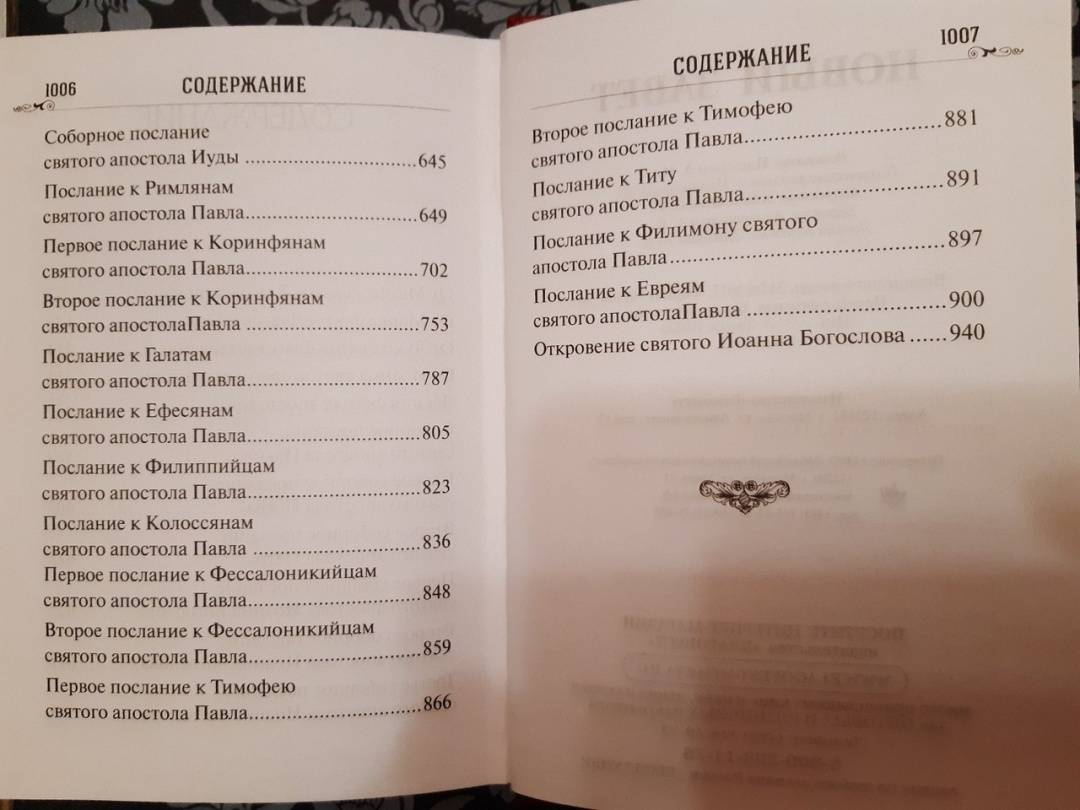 1006
СОДЕРЖАНИЕ
Соборное послание
святого апостола Иуды ..............................645
Послание к Римлянам
святого апостола Павла..............................649
Первое послание к Коринфянам
святого апостола Павла..............................702
Второе послание к Коринфянам
святого апостолаПавла ..............................753
Послание к Галатам
святого апостола Павла..............................787
Послание к Ефесянам
святого апостола Павла..............................805
Послание к Филиппийцам
святого апостола Павла..............................823
Послание к Колоссянам
святого апостола Павла ..............................836
Первое послание к Фессалоникийцам
святого апостола Павла..............................848
Второе послание к Фессалоникийцам
святого апостола Павла..............................859
Первое послание к Тимофею
святого апостола Павла..............................866
СОДЕРЖАНИЕ
1007
Второе послание к Тимофею
святого апостола Павла..............................881
Послание к Титу
святого апостола Павла..............................891
Послание к Филимону святого
апостола Павла..............................897
Послание к Евреям
святого апостолаПавла ..............................900
Откровение святого Иоанна Богослова ......940
НОВЫЙ ЗАВЕТ
СОДЕРЖАНИЕ